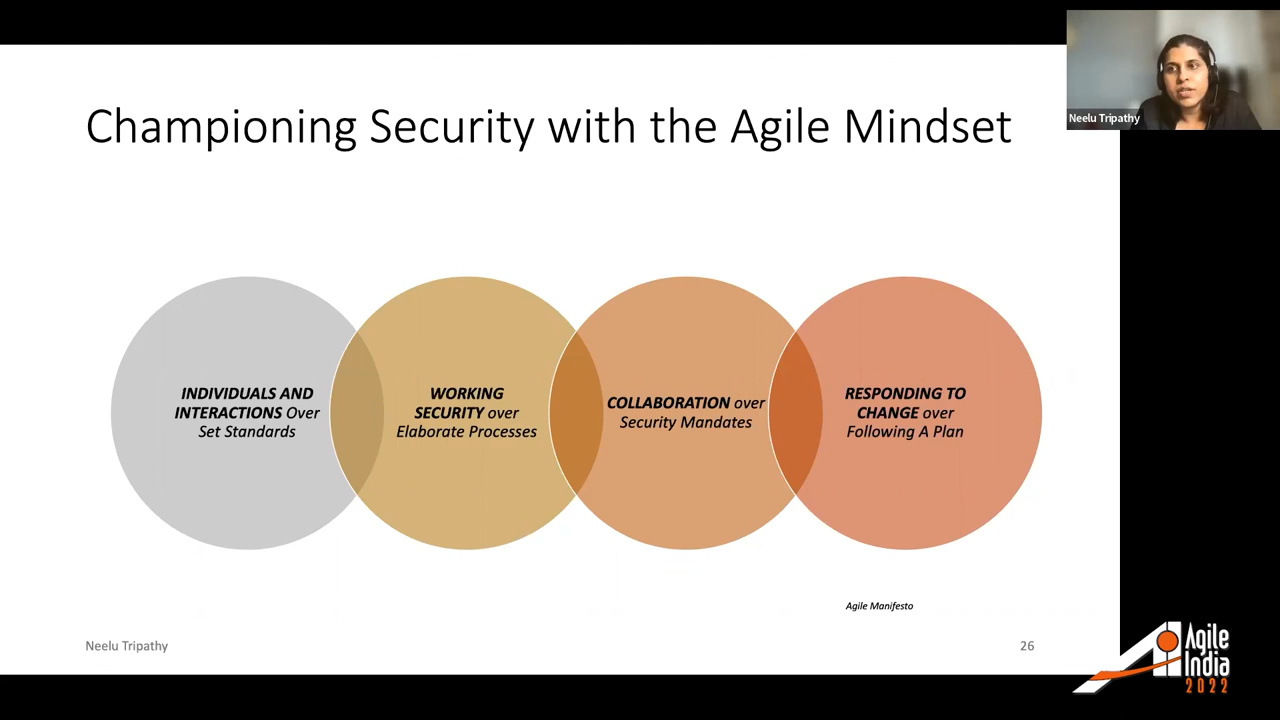 Championing Security with the Agile Mindset
Neelu Tripathy
INDIVIDUALS AND
INTERACTIONS Over
Set Standards
WORKING
SECURITY over
Elaborate Processes
COLLABORATION over
Security Mandates
RESPONDING TO
CHANGE over
Following A Plan
Agile Manifesto
Neelu Tripathy
26
Agile
India
2022